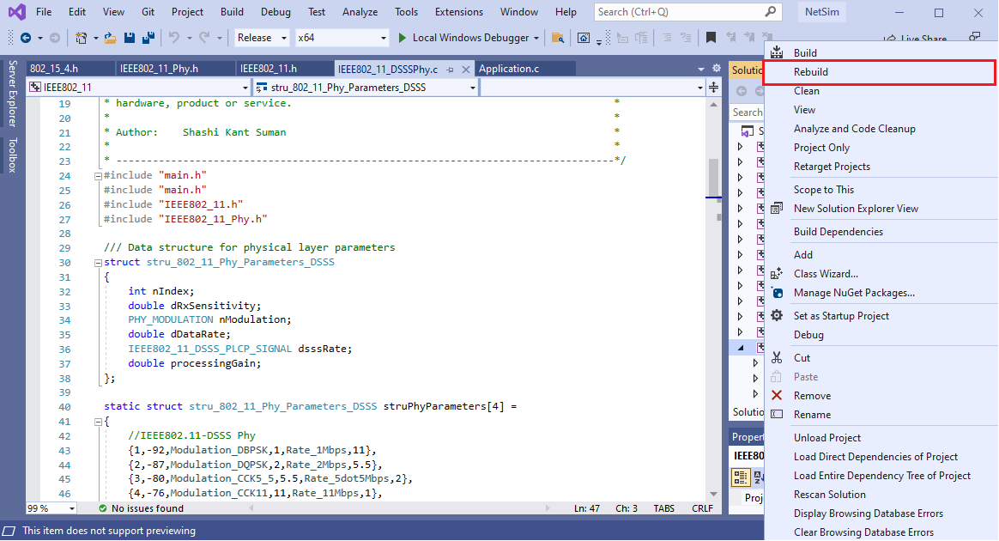 File Edit View Git Project Build Debug Test Analyze Tools Extensions Window Help Search (Ctrl+Q) NetSim
Release x64 Local Windows Debugger Live Share
Server Explorer
Toolbox
802_15_4.h IEEE802_11_Phy.h IEEE802_11.h IEEE802_11_DSSSPhy.c Application.c
IEEE802_11 stru_802_11_Phy_Parameters_DSSS
19 * hardware, product or service. *
20 * *
21 * Author: Shashi Kant Suman *
22 * *
23 * ---------------------------------------------------------------------------------*/
24 #include "main.h"
25 #include "main.h"
26 #include "IEEE802_11.h"
27 #include "IEEE802_11_Phy.h"
28
29 /// Data structure for physical layer parameters
30 struct stru_802_11_Phy_Parameters_DSSS
31 {
32 int nIndex;
33 double dRxSensitivity;
34 PHY_MODULATION nModulation;
35 double dDataRate;
36 IEEE802_11_DSSS_PLCP_SIGNAL dsssRate;
37 double processingGain;
38 };
39
40 static struct stru_802_11_Phy_Parameters_DSSS struPhyParameters[4] =
41 {
42 //IEEE802.11-DSSS Phy
43 {1,-92,Modulation_DBPSK,1,Rate_1Mbps,11},
44 {2,-87,Modulation_DQPSK,2,Rate_2Mbps,5.5},
45 {3,-80,Modulation_CCK5_5,5.5,Rate_5dot5Mbps,2},
46 {4,-76,Modulation_CCK11,11,Rate_11Mbps,1},
99 % No issues found Ln: 47 Ch: 3 TABS CRLF
This item does not support previewing
Solutio
Search
S
Solutio
Propert
IEEE80
Proj
Build
Rebuild
Clean
View
Analyze and Code Cleanup
Project Only
Retarget Projects
Scope to This
New Solution Explorer View
Build Dependencies
Add
Class Wizard...
Manage NuGet Packages...
Set as Startup Project
Debug
Cut
Paste
Remove
Rename
Unload Project
Load Direct Dependencies of Project
Load Entire Dependency Tree of Project
Rescan Solution
Display Browsing Database Errors
Clear Browsing Database Errors